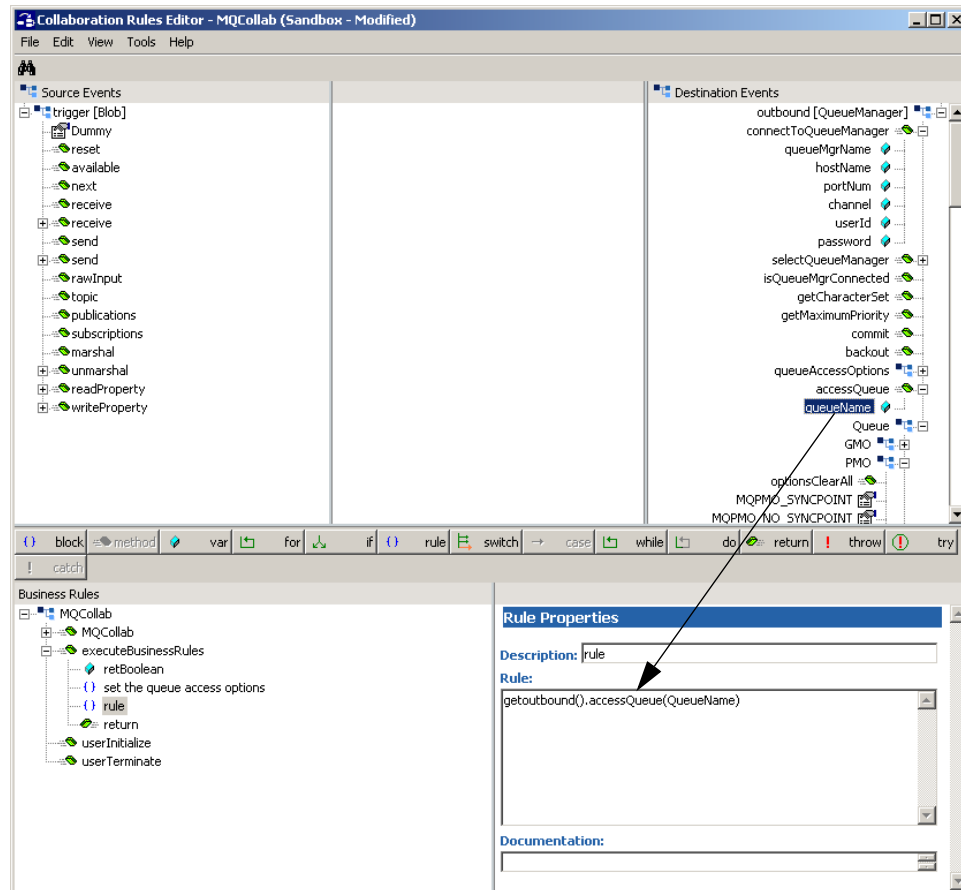 Collaboration Rules Editor - MQCollab (Sandbox - Modified)
File Edit View Tools Help
Source Events
trigger [Blob]
Dummy
reset
available
next
receive
receive
send
send
rawInput
topic
publications
subscriptions
marshal
unmarshal
readProperty
writeProperty
Destination Events
outbound [QueueManager]
connectToQueueManager
queueMgrName
hostName
portNum
channel
userId
password
selectQueueManager
isQueueMgrConnected
getCharacterSet
getMaximumPriority
commit
backout
queueAccessOptions
accessQueue
queueName
Queue
GMO
PMO
optionsClearAll
MQPMO_SYNCPOINT
MQPMO_NO_SYNCPOINT
block method var for if rule switch case while do return throw try
catch
Business Rules
MQCollab
MQCollab
executeBusinessRules
retBoolean
set the queue access options
rule
return
userInitialize
userTerminate
Rule Properties
Description: rule
Rule:
getoutbound().accessQueue(QueueName)
Documentation: